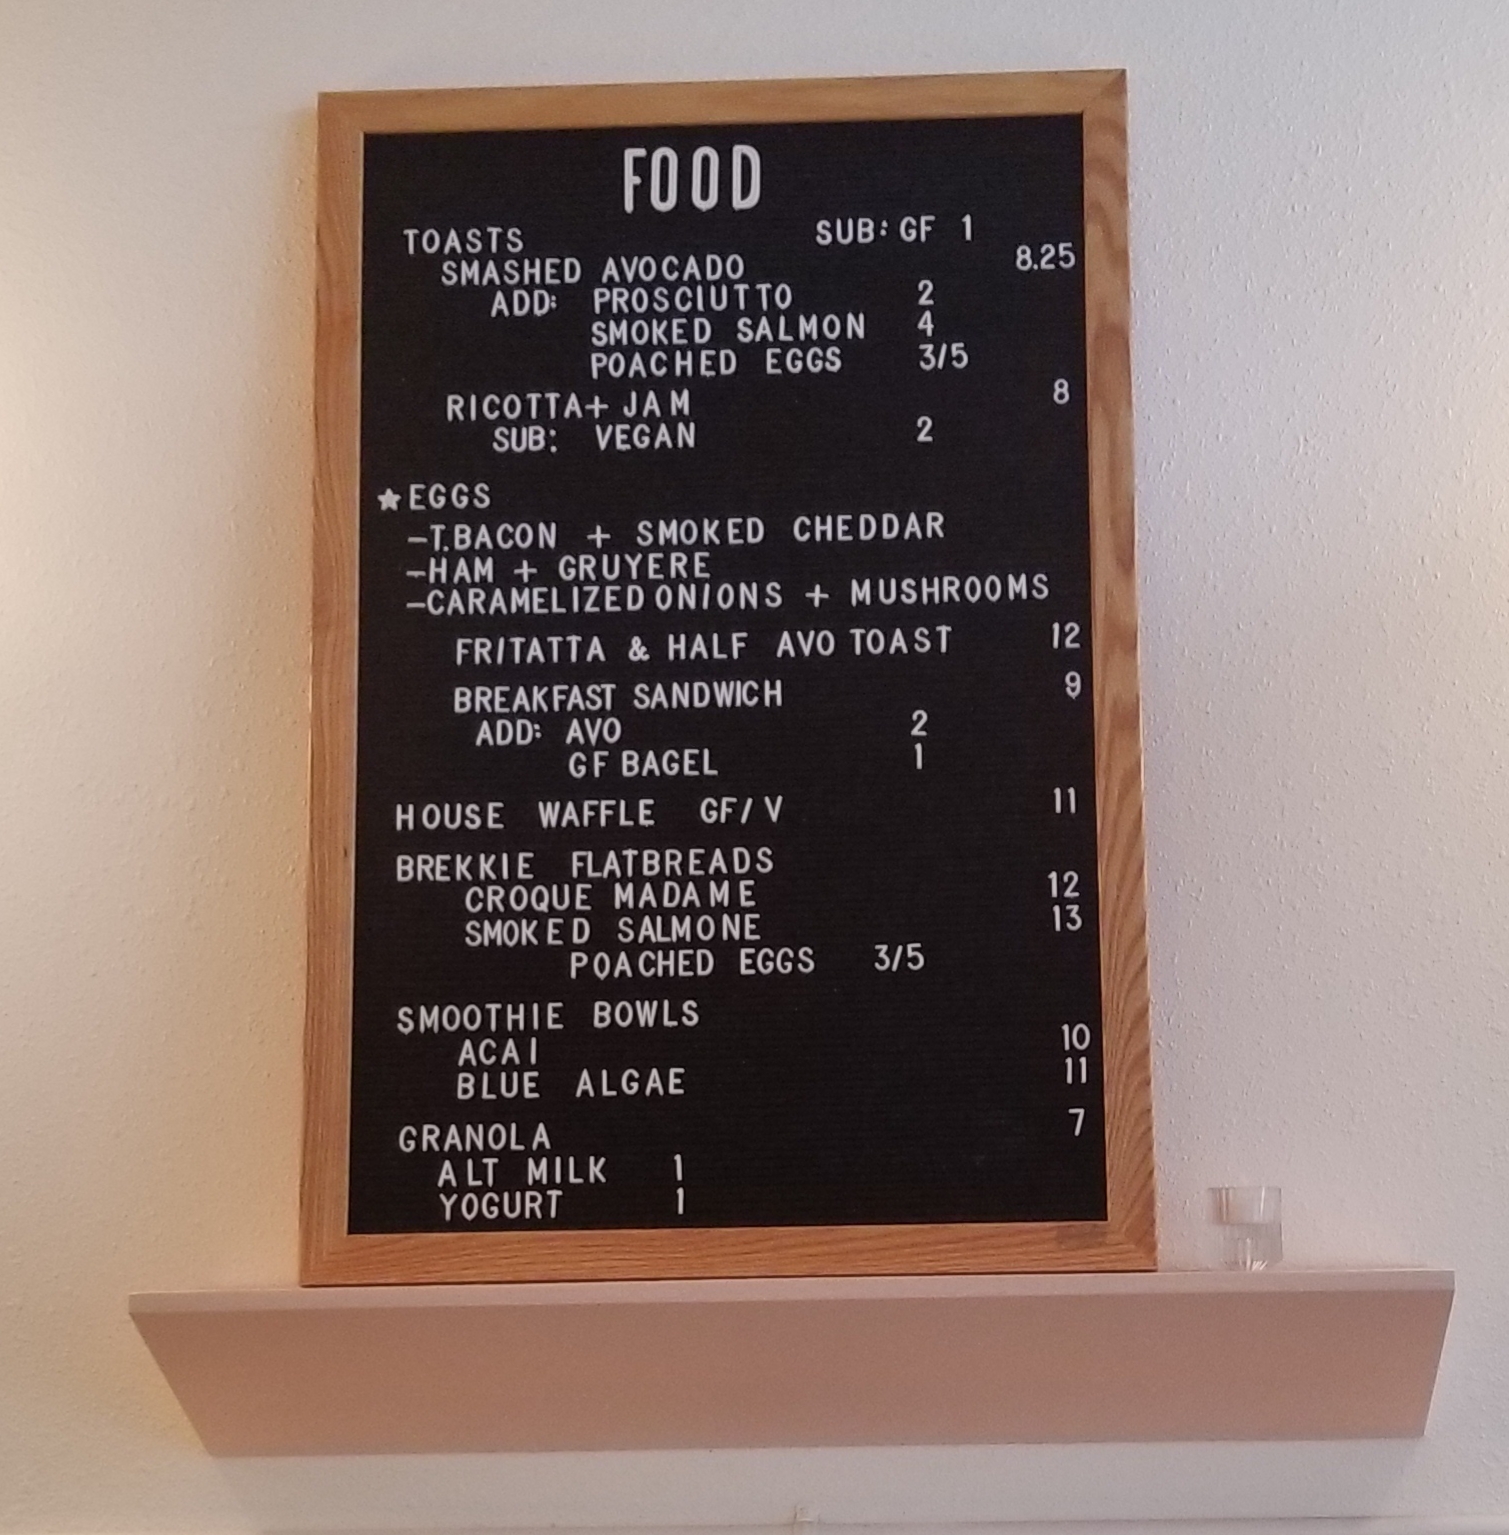 FOOD
TOASTS SUB: GF 1
SMASHED AVOCADO 8.25
ADD: PROSCIUTTO 2
SMOKED SALMON 4
POACHED EGGS 3/5
RICOTTA+ JAM 8
SUB: VEGAN 2
★EGGS
-T.BACON + SMOKED CHEDDAR
-HAM + GRUYERE
-CARAMELIZED ONIONS + MUSHROOMS
FRITATTA & HALF AVO TOAST 12
BREAKFAST SANDWICH 9
ADD: AVO 2
GF BAGEL 1
HOUSE WAFFLE GF/V 11
BREKKIE FLATBREADS
CROQUE MADAME 12
SMOKED SALMONE 13
POACHED EGGS 3/5
SMOOTHIE BOWLS
ACAI 10
BLUE ALGAE 11
GRANOLA 7
ALT MILK 1
YOGURT 1